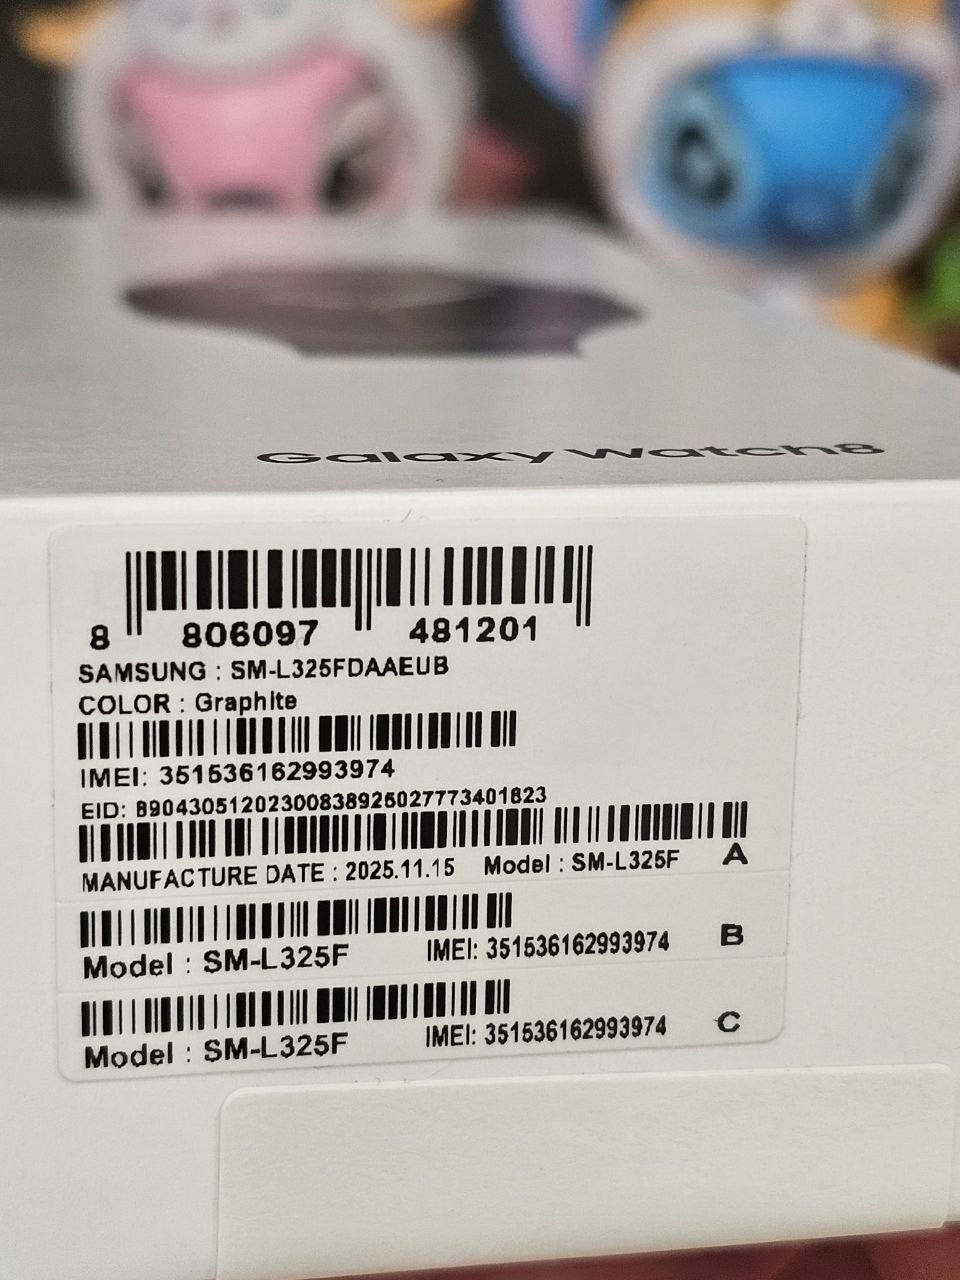 Galaxy Watch8
8 806097 481201
SAMSUNG : SM-L325FDAAEUB
COLOR : Graphite
IMEI: 351536162993974
EID: 89043051202300838925027773401823
MANUFACTURE DATE : 2025.11.15 Model : SM-L325F A
Model : SM-L325F IMEI: 351536162993974 B
Model : SM-L325F IMEI: 351536162993974 C